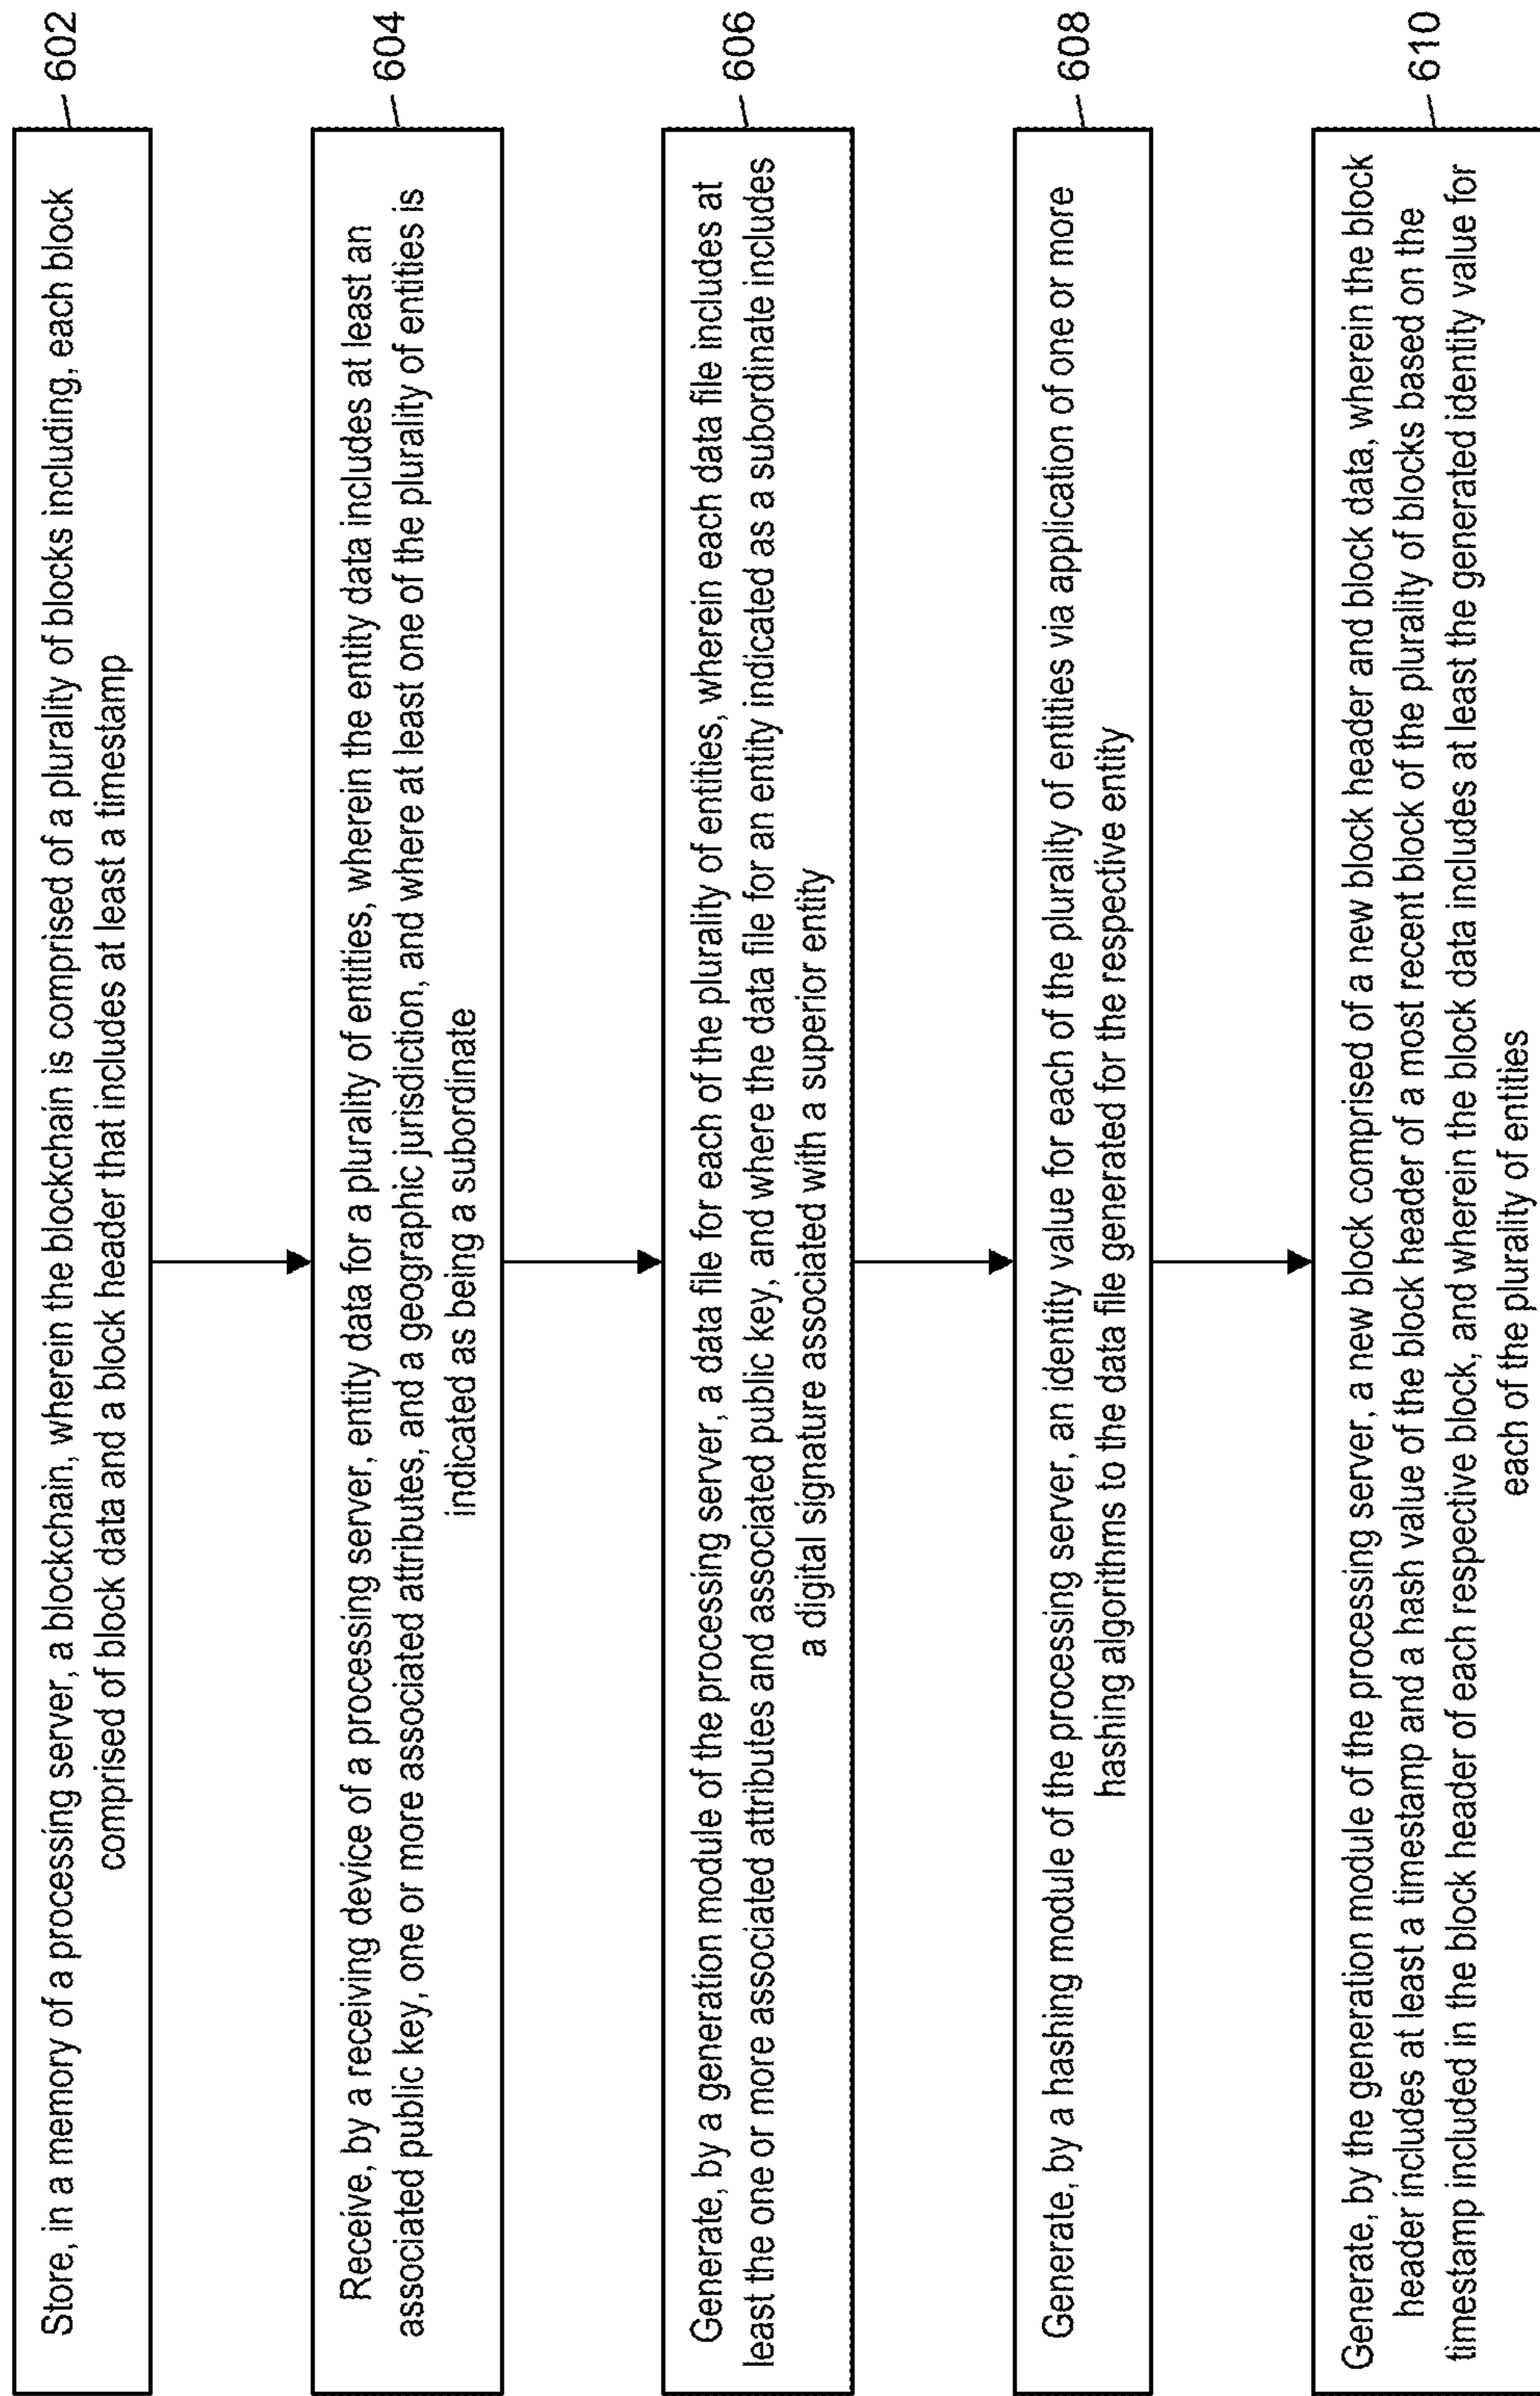 Store, in a memory of a processing server, a blockchain, wherein the blockchain is comprised of a plurality of blocks including, each block
comprised of block data and a block header that includes at least a timestamp
602
Receive, by a receiving device of a processing server, entity data for a plurality of entities, wherein the entity data includes at least an
associated public key, one or more associated attributes, and a geographic jurisdiction, and where at least one of the plurality of entities is
indicated as being a subordinate
604
Generate, by a generation module of the processing server, a data file for each of the plurality of entities, wherein each data file includes at
least the one or more associated attributes and associated public key, and where the data file for an entity indicated as a subordinate includes
a digital signature associated with a superior entity
606
Generate, by a hashing module of the processing server, an identity value for each of the plurality of entities via application of one or more
hashing algorithms to the data file generated for the respective entity
608
Generate, by the generation module of the processing server, a new block comprised of a new block header and block data, wherein the block
header includes at least a timestamp and a hash value of the block header of a most recent block of the plurality of blocks based on the
timestamp included in the block header of each respective block, and wherein the block data includes at least the generated identity value for
each of the plurality of entities
610